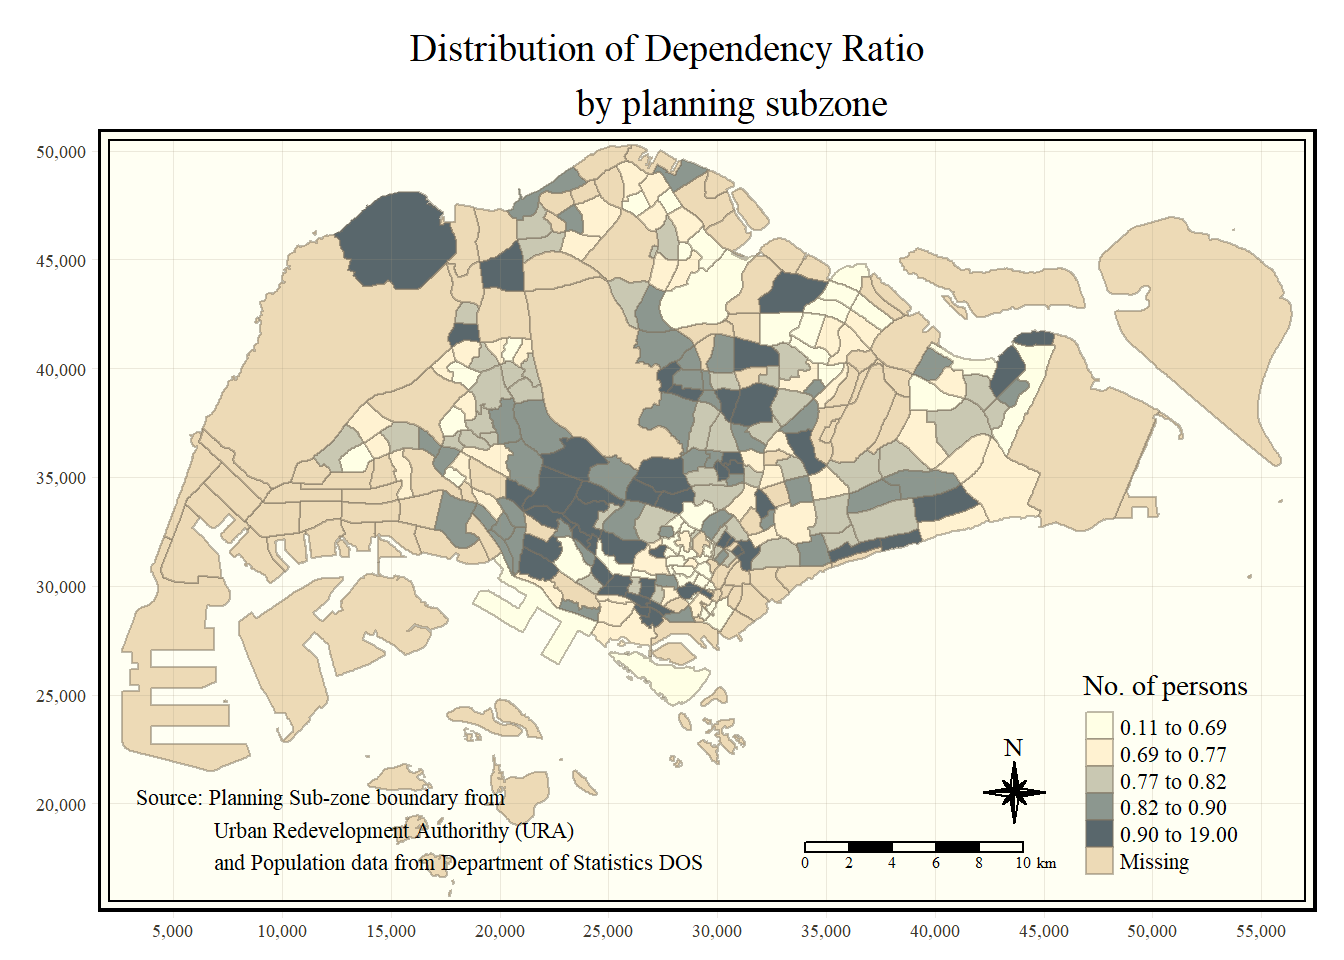 Distribution of Dependency Ratio
by planning subzone
50,000
45,000
40,000
35,000
30,000
25,000
20,000
No. of persons
0.11 to 0.69
0.69 to 0.77
0.77 to 0.82
0.82 to 0.90
0.90 to 19.00
Missing
N
0 2 4 6 8 10 km
Source: Planning Sub-zone boundary from
Urban Redevelopment Authorithy (URA)
and Population data from Department of Statistics DOS
5,000 10,000 15,000 20,000 25,000 30,000 35,000 40,000 45,000 50,000 55,000